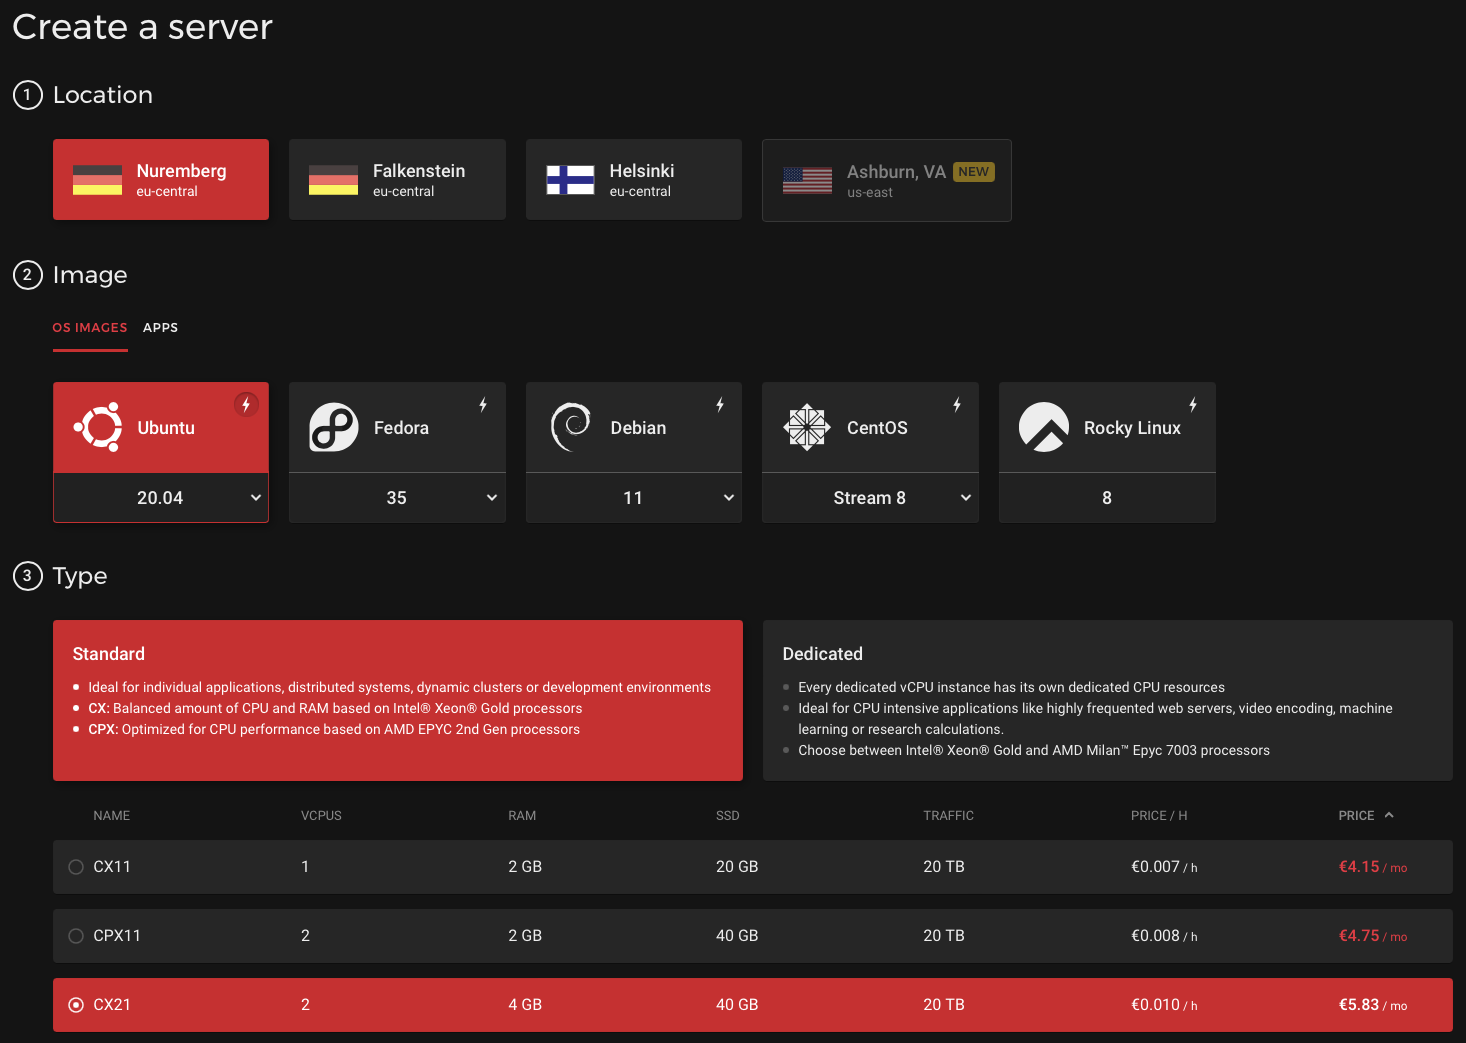 Create a server
1 Location
Nuremberg
eu-central
Falkenstein
eu-central
Helsinki
eu-central
Ashburn, VA NEW
us-east
2 Image
OS IMAGES APPS
Ubuntu
20.04
Fedora
35
Debian
11
CentOS
Stream 8
Rocky Linux
8
3 Type
Standard
Ideal for individual applications, distributed systems, dynamic clusters or development environments
CX: Balanced amount of CPU and RAM based on Intel® Xeon® Gold processors
CPX: Optimized for CPU performance based on AMD EPYC 2nd Gen processors
Dedicated
Every dedicated vCPU instance has its own dedicated CPU resources
Ideal for CPU intensive applications like highly frequented web servers, video encoding, machine
learning or research calculations.
Choose between Intel® Xeon® Gold and AMD Milan™ Epyc 7003 processors
NAME VCPUS RAM SSD TRAFFIC PRICE / H PRICE
CX11 1 2 GB 20 GB 20 TB €0.007 / h €4.15 / mo
CPX11 2 2 GB 40 GB 20 TB €0.008 / h €4.75 / mo
CX21 2 4 GB 40 GB 20 TB €0.010 / h €5.83 / mo